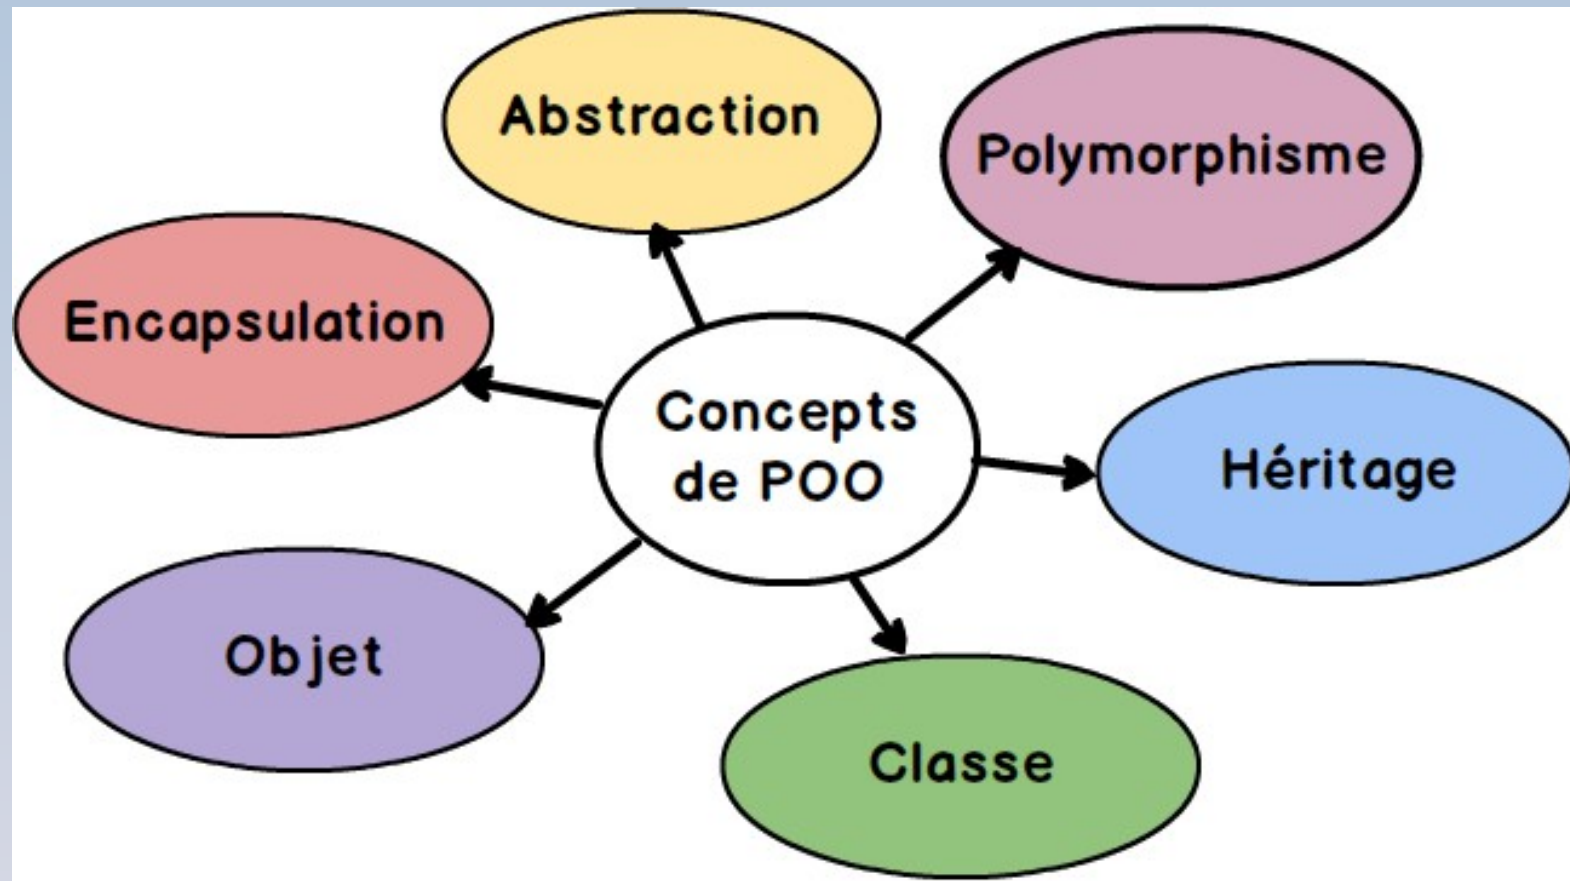 Abstraction
Polymorphisme
Encapsulation
Concepts
de POO
Héritage
Objet
Classe